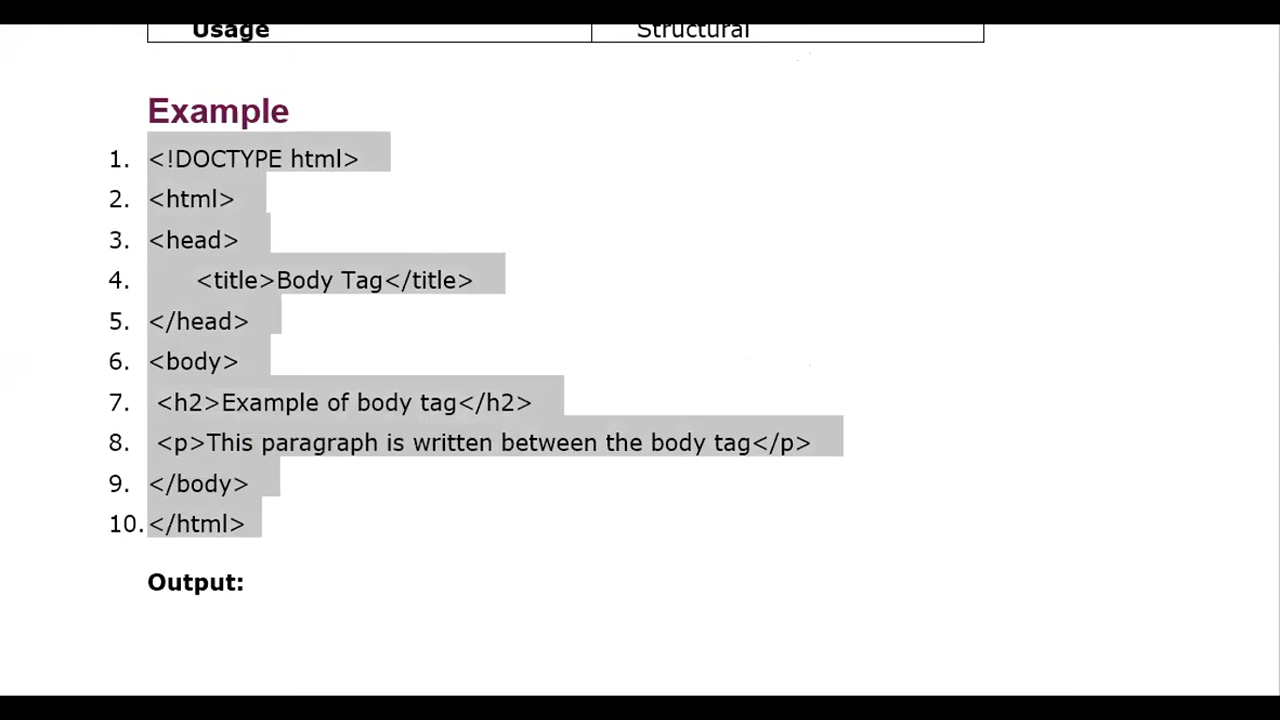 Usage Structural
Example
1. <!DOCTYPE html>
2. <html>
3. <head>
4. <title>Body Tag</title>
5. </head>
6. <body>
7. <h2>Example of body tag</h2>
8. <p>This paragraph is written between the body tag</p>
9. </body>
10. </html>
Output: